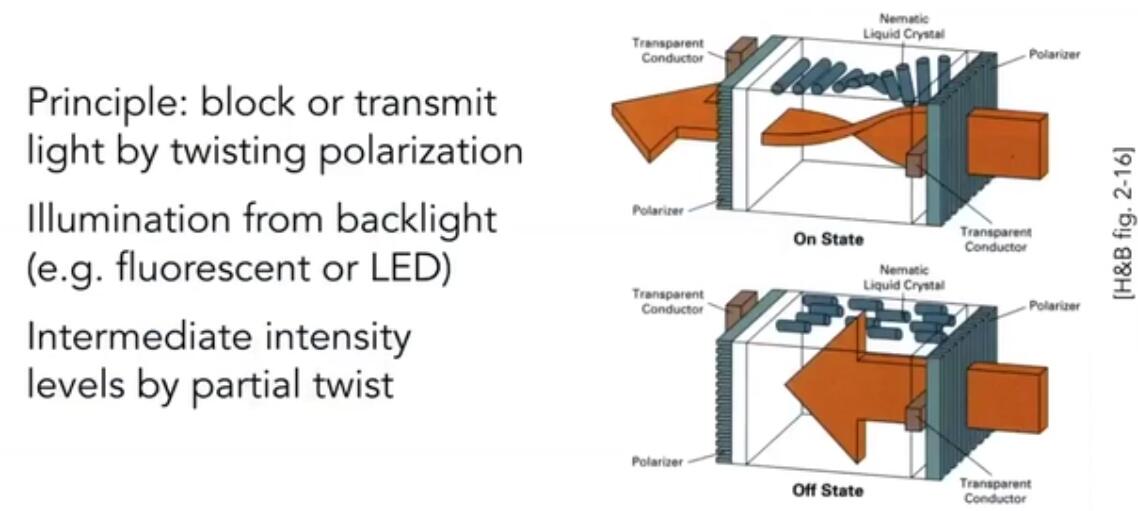 Principle: block or transmit
light by twisting polarization
Illumination from backlight
(e.g. fluorescent or LED)
Intermediate intensity
levels by partial twist
Nematic
Liquid Crystal
Transparent
Conductor
Polarizer
Polarizer
Transparent
Conductor
On State
Nematic
Liquid Crystal
Transparent
Conductor
Polarizer
Polarizer
Transparent
Conductor
Off State
[H&B fig. 2-16]